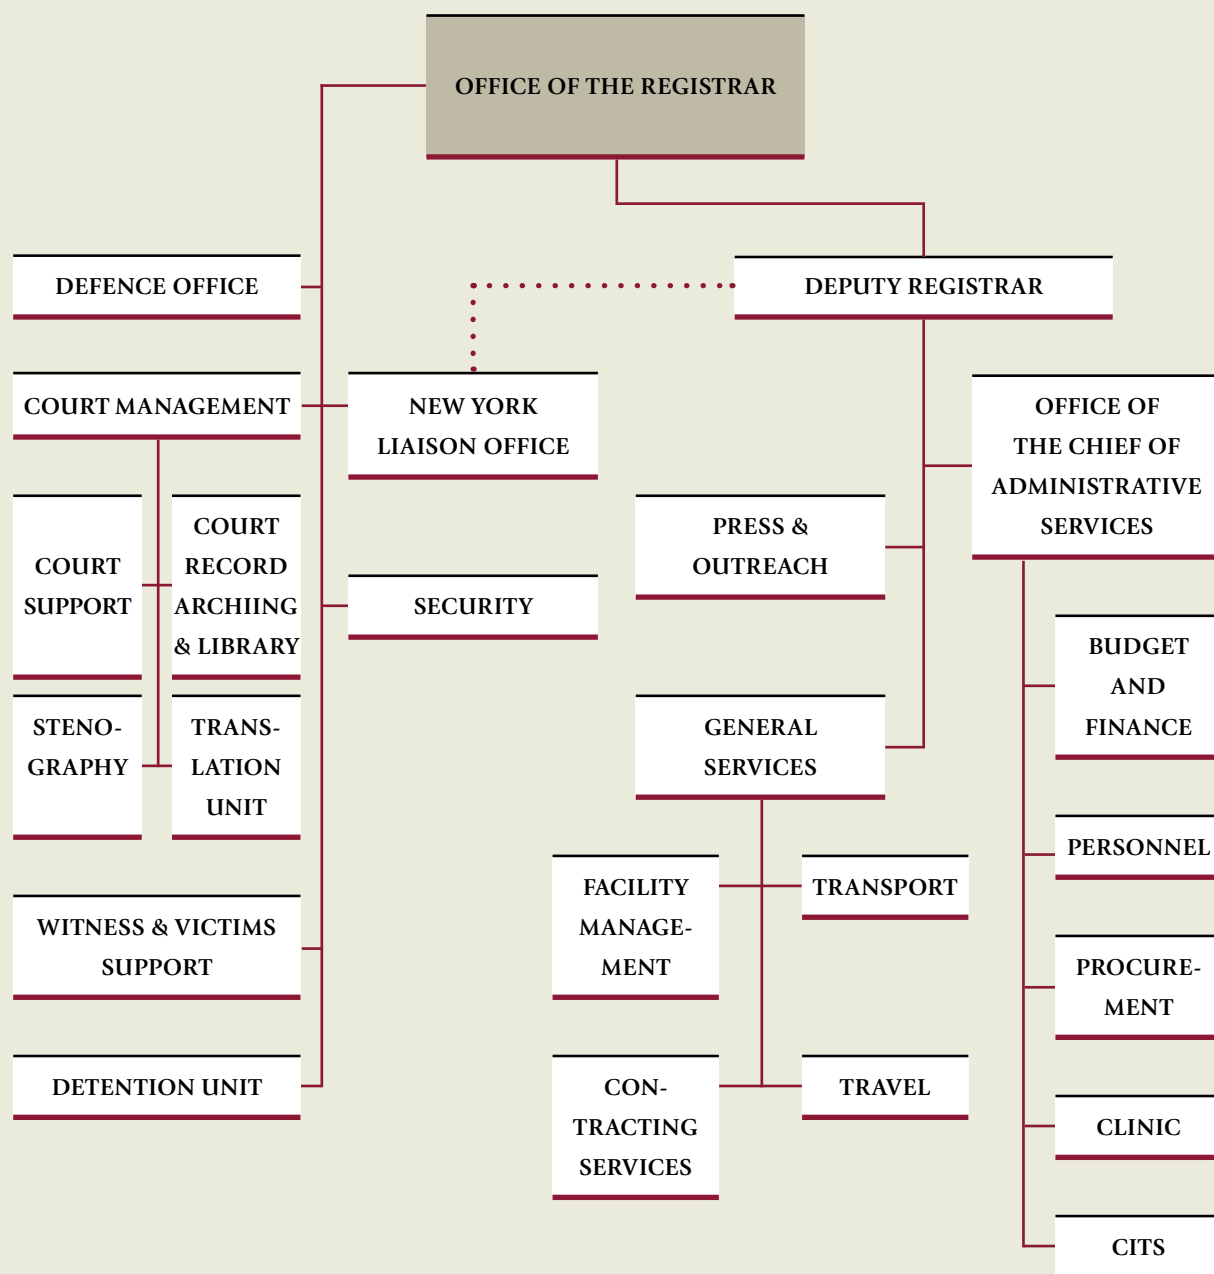 OFFICE OF THE REGISTRAR
DEFENCE OFFICE
DEPUTY REGISTRAR
COURT MANAGEMENT
NEW YORK
LIAISON OFFICE
OFFICE OF
THE CHIEF OF
ADMINISTRATIVE
SERVICES
COURT
SUPPORT
COURT
RECORD
ARCHIING
& LIBRARY
PRESS &
OUTREACH
SECURITY
STENO-
GRAPHY
TRANS-
LATION
UNIT
GENERAL
SERVICES
BUDGET
AND
FINANCE
WITNESS & VICTIMS
SUPPORT
FACILITY
MANAGE-
MENT
TRANSPORT
PERSONNEL
PROCURE-
MENT
DETENTION UNIT
CON-
TRACTING
SERVICES
TRAVEL
CLINIC
CITS